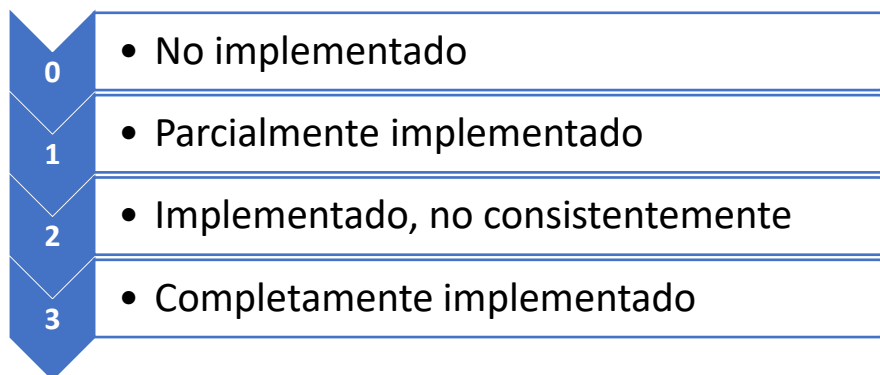 0
• No implementado
1
• Parcialmente implementado
2
• Implementado, no consistentemente
3
• Completamente implementado